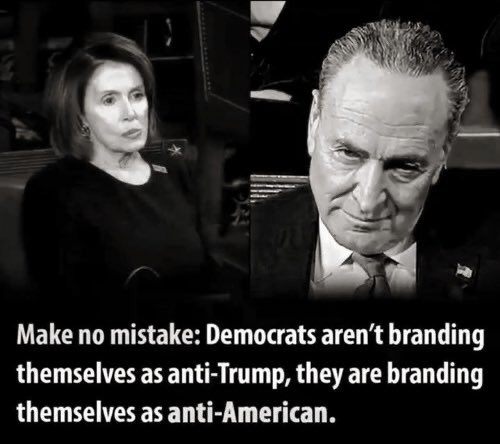 Make no mistake: Democrats aren’t branding
themselves as anti-Trump, they are branding
themselves as anti-American.